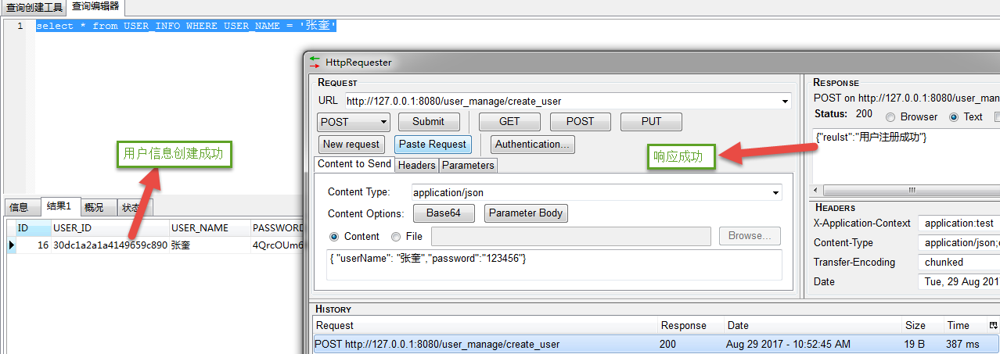 查询创建工具 查询编辑器
1 select * from USER_INFO WHERE USER_NAME = '张奎'
HttpRequester
REQUEST
URL http://127.0.0.1:8080/user_manage/create_user
POST Submit GET POST PUT
New request Paste Request Authentication...
Content to Send Headers Parameters
Content Type: application/json
Content Options: Base64 Parameter Body
Content File Browse...
{ "userName": "张奎","password":"123456"}
RESPONSE
POST on http://127.0.0.1:8080/user_mana
Status: 200 Browser Text
{"reulst":"用户注册成功"}
响应成功
HEADERS
X-Application-Context application:test
Content-Type application/json;
Transfer-Encoding chunked
Date Tue, 29 Aug 201
用户信息创建成功
信息 结果1 概况 状态
ID USER_ID USER_NAME PASSWORD
16 30dc1a2a1a4149659c890 张奎 4QrcOUm6
HISTORY
Request Response Date Size Time
POST http://127.0.0.1:8080/user_manage/create_user 200 Aug 29 2017 - 10:52:45 AM 19 B 387 ms